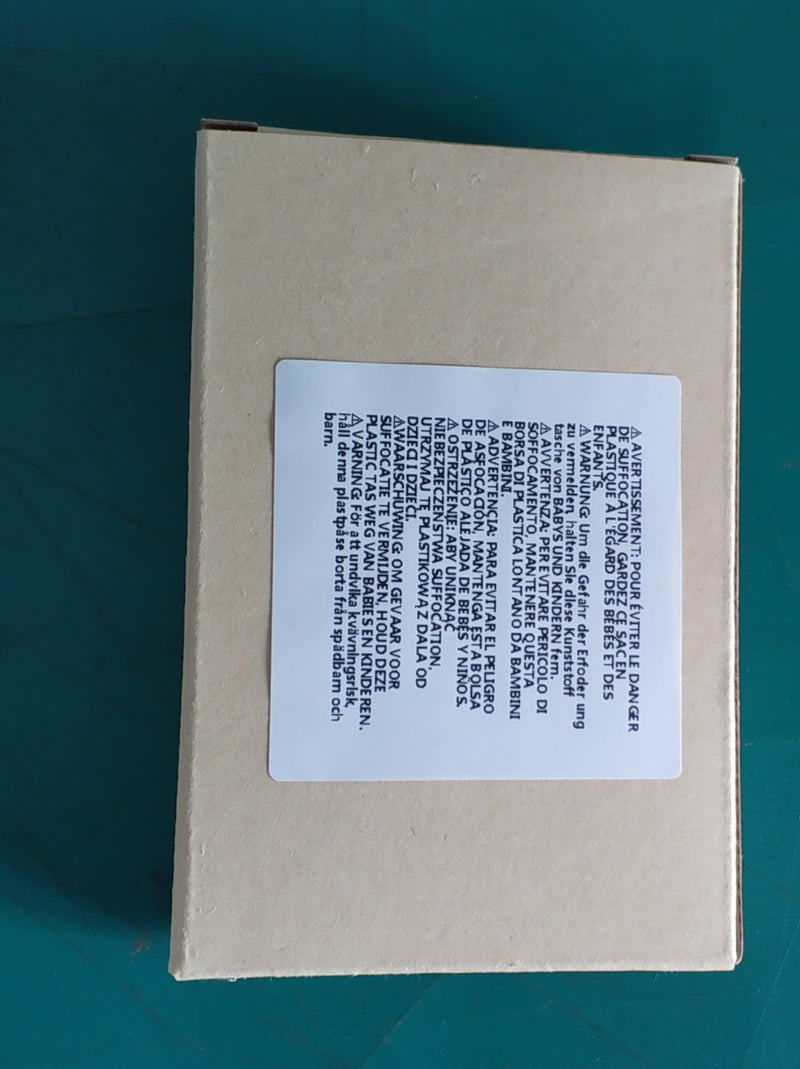 ⚠ AVERTISSEMENT: POUR ÉVITER LE DANGER
DE SUFFOCATION, GARDEZ CE SAC EN
PLASTIQUE À L'ÉGARD DES BÉBÉS ET DES
ENFANTS.
⚠ WARNUNG: Um die Gefahr der Erfoder ung
zu vermeiden, halten Sie diese Kunststoff
tasche von BABYS UND KINDERN fern.
⚠ AVVERTENZA: PER EVITARE PERICOLO DI
SOFFOCAMENTO, MANTENERE QUESTA
BORSA DI PLASTICA LONTANO DA BAMBINI
E BAMBINI.
⚠ ADVERTENCIA: PARA EVITAR EL PELIGRO
DE ASFOCACIÓN, MANTENGA ESTA BOLSA
DE PLÁSTICO ALEJADA DE BEBÉS Y NIÑOS.
⚠ OSTRZEŻENIE: ABY UNIKNĄĆ
NIEBEZPIECZEŃSTWA SUFFOCATION,
UTRZYMAJ TE PLASTIKOWĄ Z DALA OD
DZIECI I DZIECI.
⚠WAARSCHUWING: OM GEVAAR VOOR
SUFFOCATIE TE VERMIJDEN, HOUD DEZE
PLASTIC TAS WEG VAN BABIES EN KINDEREN.
⚠ VARNING: För att undvika kvävningsrisk,
håll denna plastpåse borta från spädbarn och
barn.